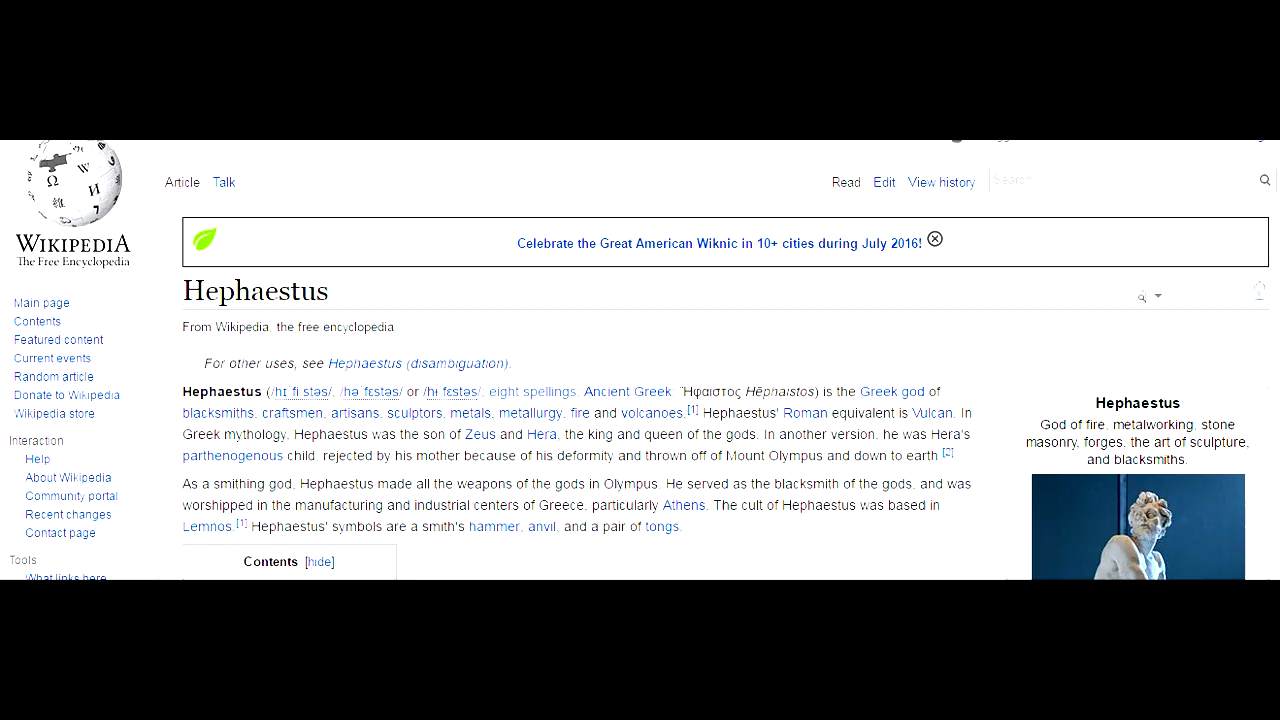 Article Talk Read Edit View history Search
WIKIPEDIA
The Free Encyclopedia
Main page
Contents
Featured content
Current events
Random article
Donate to Wikipedia
Wikipedia store
Interaction
Help
About Wikipedia
Community portal
Recent changes
Contact page
Tools
What links here
Celebrate the Great American Wiknic in 10+ cities during July 2016!
Hephaestus
From Wikipedia, the free encyclopedia
For other uses, see Hephaestus (disambiguation).
Hephaestus (/hɪˈfiːstəs/, /həˈfɛstəs/ or /hɨˈfɛstəs/; eight spellings; Ancient Greek: Ἥφαιστος Hēphaistos) is the Greek god of
blacksmiths, craftsmen, artisans, sculptors, metals, metallurgy, fire and volcanoes.[1] Hephaestus' Roman equivalent is Vulcan. In
Greek mythology, Hephaestus was the son of Zeus and Hera, the king and queen of the gods. In another version, he was Hera's
parthenogenous child, rejected by his mother because of his deformity and thrown off of Mount Olympus and down to earth.[2]
As a smithing god, Hephaestus made all the weapons of the gods in Olympus. He served as the blacksmith of the gods, and was
worshipped in the manufacturing and industrial centers of Greece, particularly Athens. The cult of Hephaestus was based in
Lemnos.[1] Hephaestus' symbols are a smith's hammer, anvil, and a pair of tongs.
Contents [hide]
Hephaestus
God of fire, metalworking, stone
masonry, forges, the art of sculpture,
and blacksmiths.